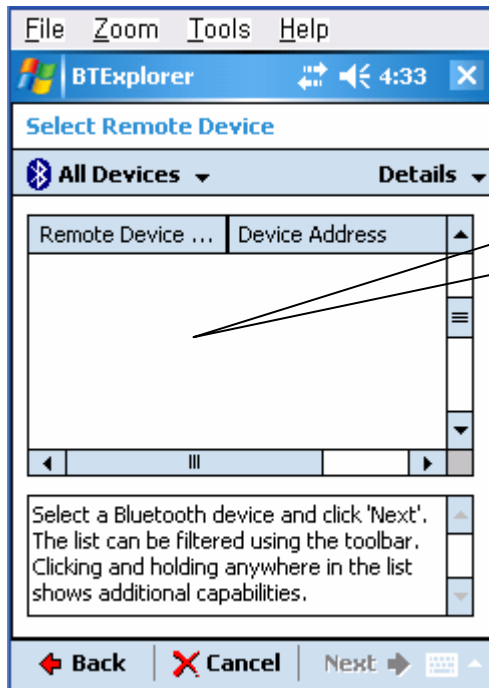 File Zoom Tools Help
BTExplorer 4:33
Select Remote Device
All Devices Details
Remote Device ... Device Address
Select a Bluetooth device and click 'Next'.
The list can be filtered using the toolbar.
Clicking and holding anywhere in the list
shows additional capabilities.
Back Cancel Next